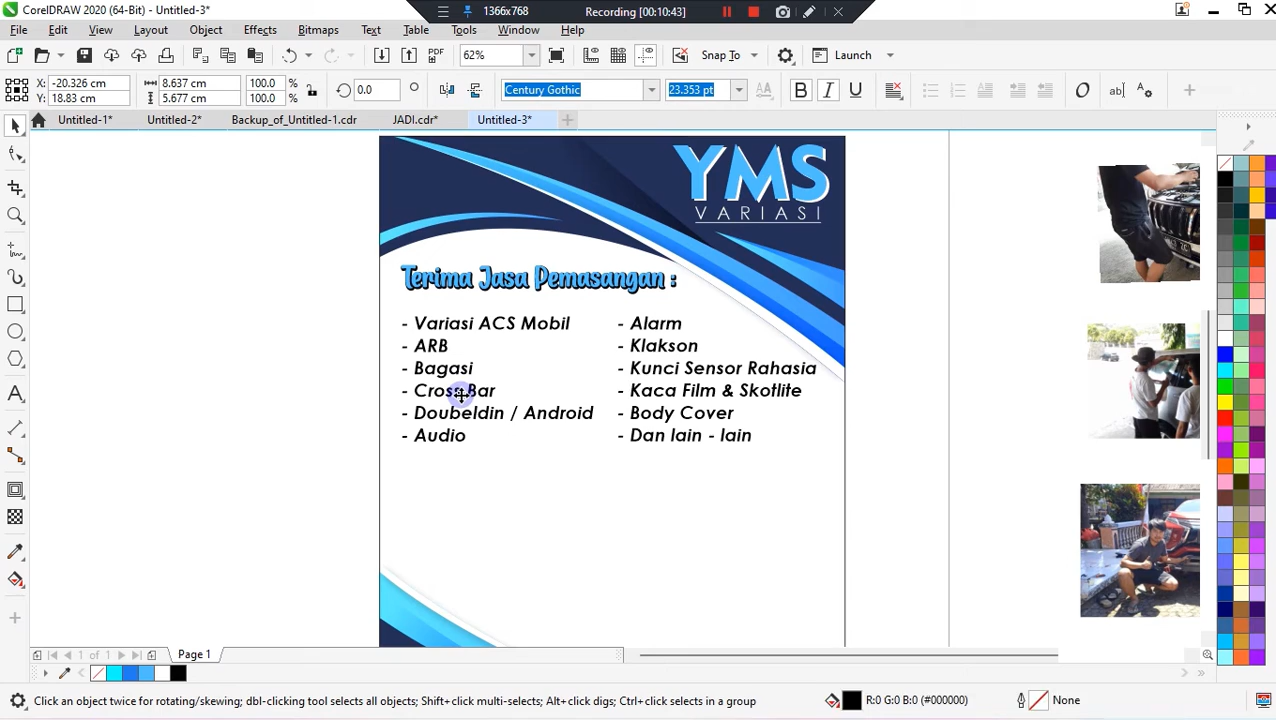 CorelDRAW 2020 (64-Bit) - Untitled-3*
1366x768
Recording [00:10:43]
File Edit View Layout Object Effects Bitmaps Text Table Tools Window Help
PDF 62% Snap To Launch
X: -20.326 cm 8.637 cm 100.0 % 0.0 Century Gothic 23.353 pt B I U O ab
Y: 18.83 cm 5.677 cm 100.0 %
Untitled-1* Untitled-2* Backup_of_Untitled-1.cdr JADI.cdr* Untitled-3*
YMS
VARIASI
Terima Jasa Pemasangan :
- Variasi ACS Mobil
- ARB
- Bagasi
- Cross Bar
- Doubeldin / Android
- Audio
- Alarm
- Klakson
- Kunci Sensor Rahasia
- Kaca Film & Skotlite
- Body Cover
- Dan lain - lain
1 of 1 Page 1
Click an object twice for rotating/skewing; dbl-clicking tool selects all objects; Shift+click multi-selects; Alt+click digs; Ctrl+click selects in a group R:0 G:0 B:0 (#000000) None